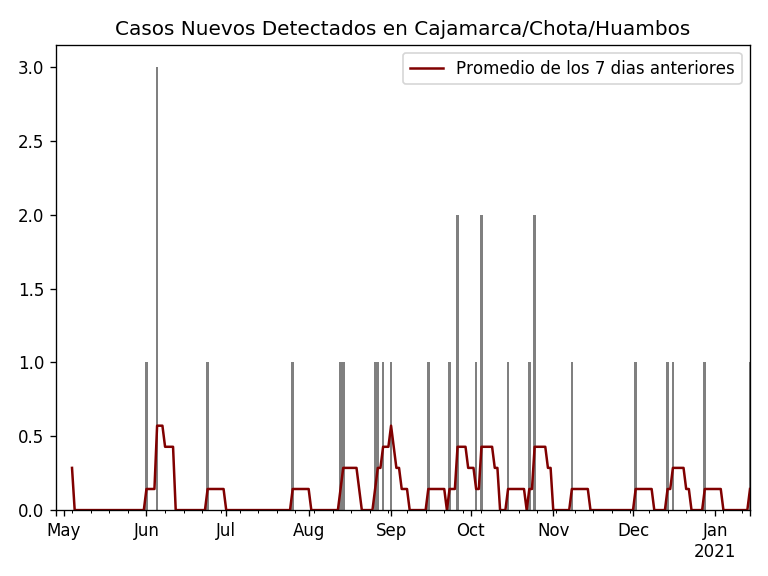 Casos Nuevos Detectados en Cajamarca/Chota/Huambos
Promedio de los 7 dias anteriores
3.0
2.5
2.0
1.5
1.0
0.5
0.0
May Jun Jul Aug Sep Oct Nov Dec Jan
2021